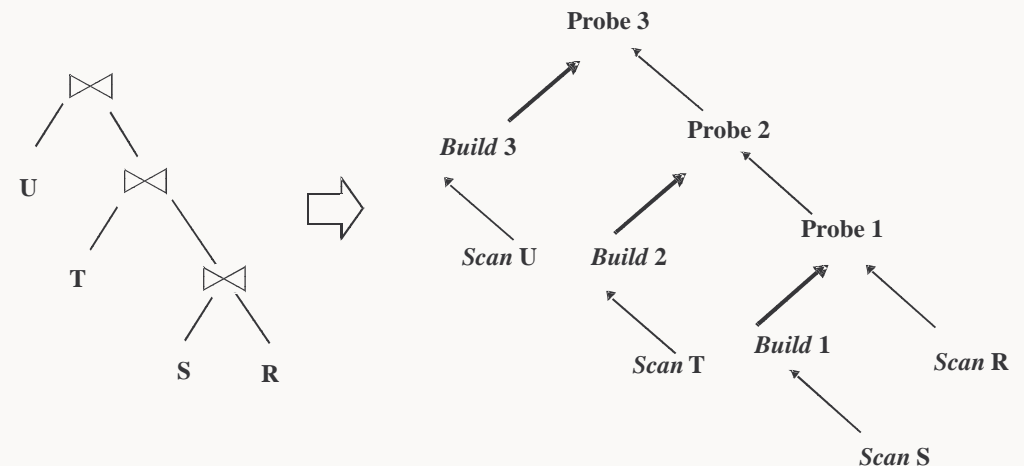 Probe 3
Probe 2
Build 3
U
Probe 1
Scan U
Build 2
T
Build 1
Scan T
Scan R
S
R
Scan S